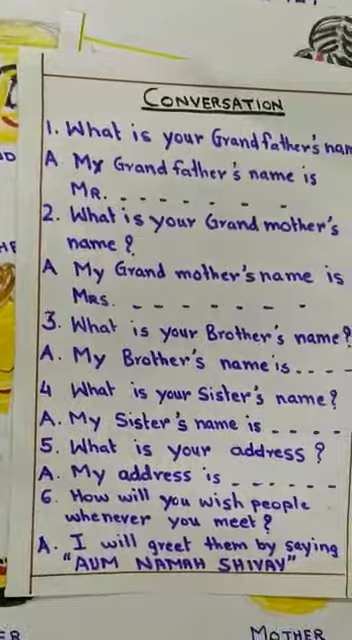 CONVERSATION
1. What is your Grandfather's nam
A. My Grand father's name is
MR. - - - - - - - -
2. What is your Grand mother's
name?
A My Grand mother's name is
MRS. - - - - - - - -
3. What is your Brother's name?
A. My Brother's name is - - - -
4 What is your Sister's name?
A. My Sister's name is - - - -
5. What is your address?
A. My address is - - - - - -
6. How will you wish people
whenever you meet?
A. I will greet them by saying
"AUM NAMAH SHIVAY"
MOTHER